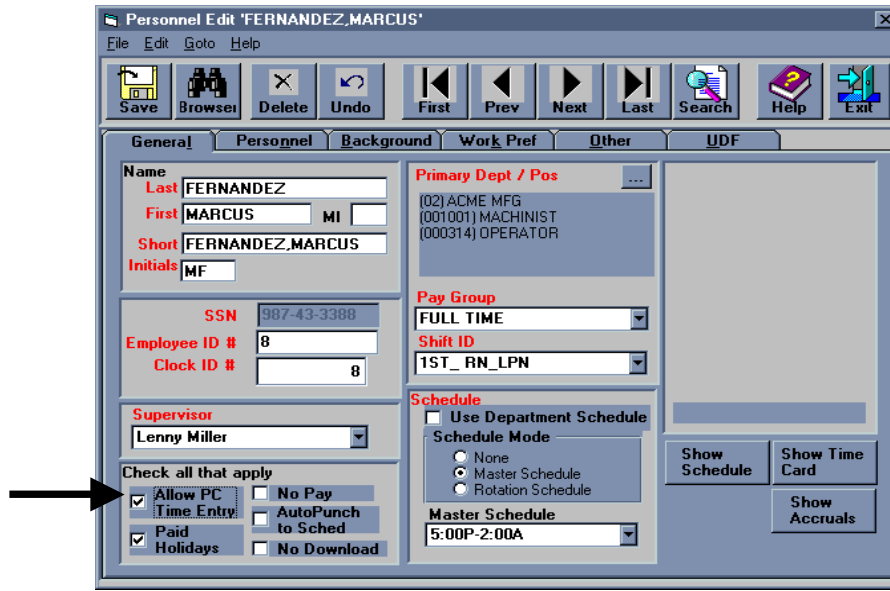 Personnel Edit 'FERNANDEZ,MARCUS'
File Edit Goto Help
Save Browser Delete Undo First Prev Next Last Search Help Exit
General Personnel Background Work Pref Other UDF
Name
Last FERNANDEZ
First MARCUS MI
Short FERNANDEZ,MARCUS
Initials MF
SSN 987-43-3388
Employee ID # 8
Clock ID # 8
Supervisor
Lenny Miller
Check all that apply
Allow PC Time Entry
Paid Holidays
No Pay
AutoPunch to Sched
No Download
Primary Dept / Pos ...
(02) ACME MFG
(001001) MACHINIST
(000314) OPERATOR
Pay Group
FULL TIME
Shift ID
1ST_ RN_LPN
Schedule
Use Department Schedule
Schedule Mode
None
Master Schedule
Rotation Schedule
Master Schedule
5:00P-2:00A
Show Schedule
Show Time Card
Show Accruals